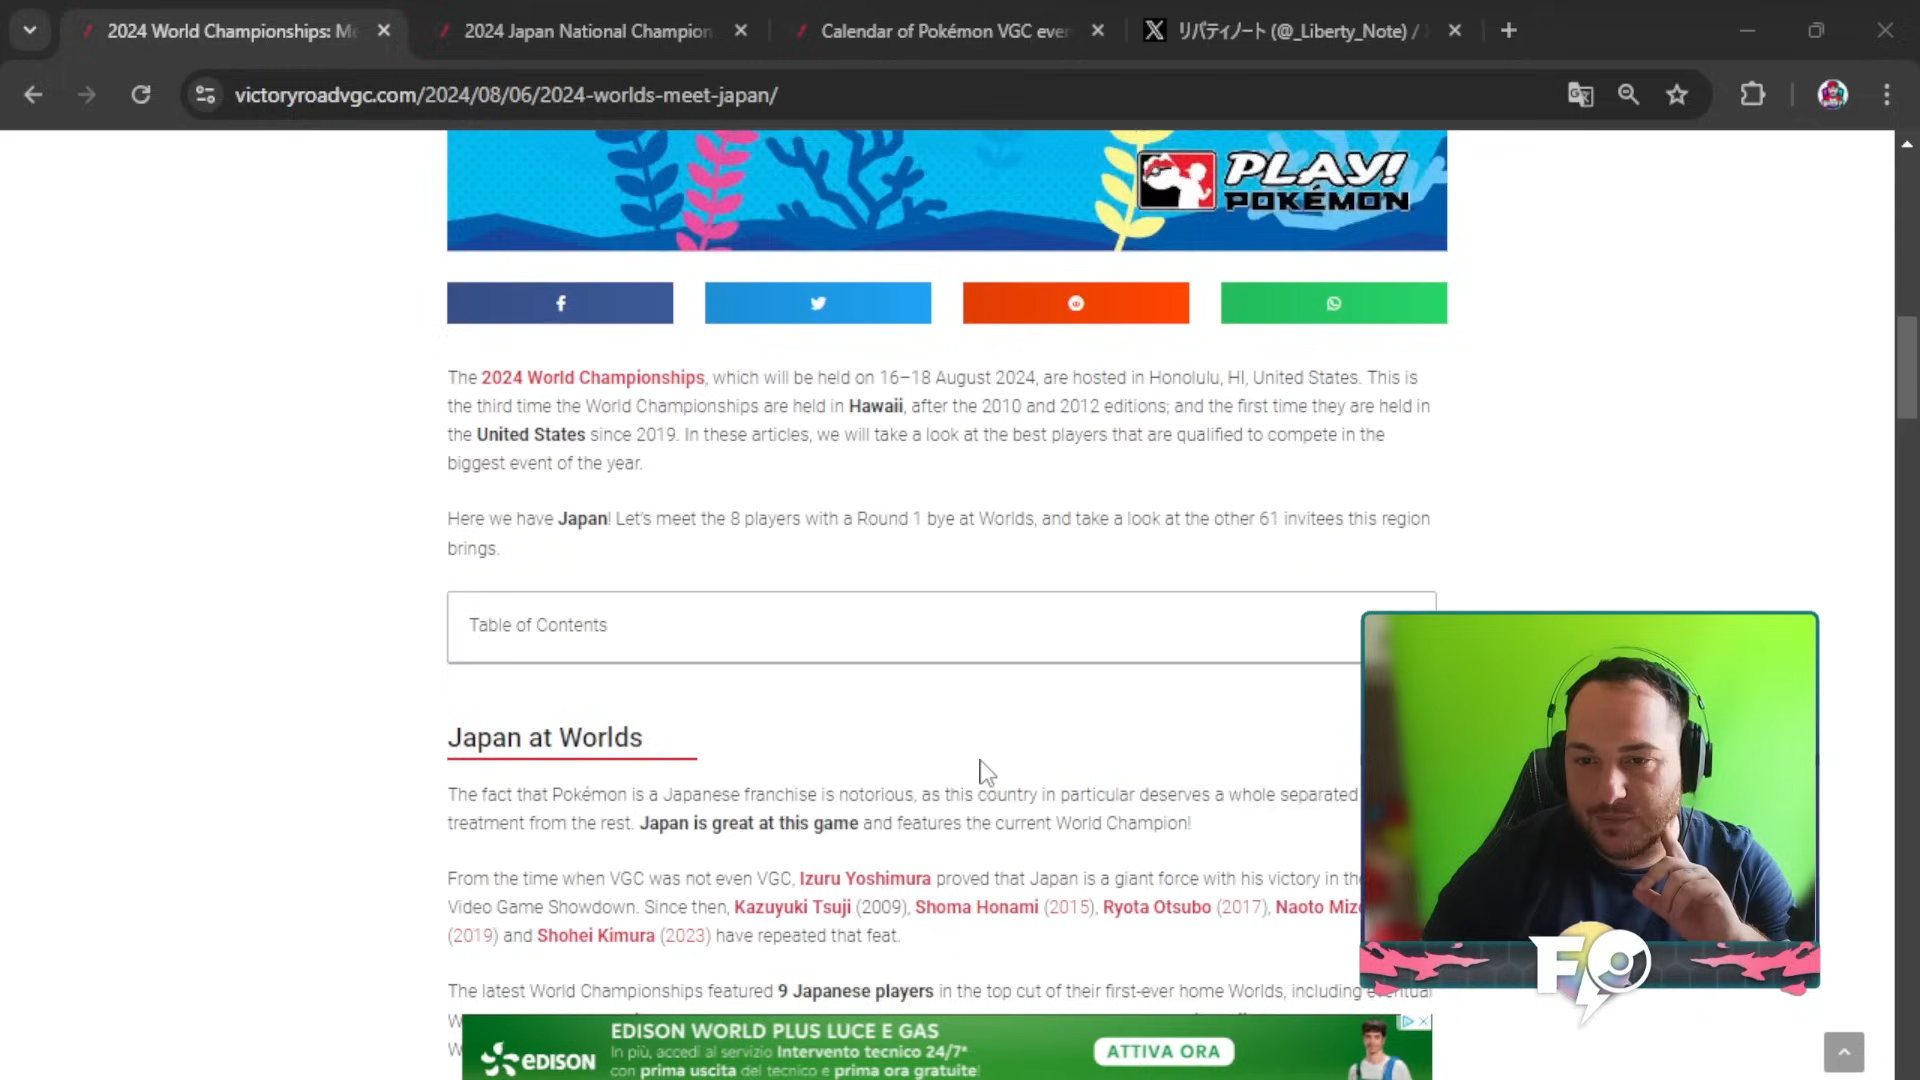 2024 World Championships: Me
2024 Japan National Champion
Calendar of Pokémon VGC eve
リバティノート (@_Liberty_Note) /
victoryroadvgc.com/2024/08/06/2024-worlds-meet-japan/
PLAY!
POKÉMON
The 2024 World Championships, which will be held on 16–18 August 2024, are hosted in Honolulu, HI, United States. This is
the third time the World Championships are held in Hawaii, after the 2010 and 2012 editions; and the first time they are held in
the United States since 2019. In these articles, we will take a look at the best players that are qualified to compete in the
biggest event of the year.
Here we have Japan! Let's meet the 8 players with a Round 1 bye at Worlds, and take a look at the other 61 invitees this region
brings.
Table of Contents
Japan at Worlds
The fact that Pokémon is a Japanese franchise is notorious, as this country in particular deserves a whole separated
treatment from the rest. Japan is great at this game and features the current World Champion!
From the time when VGC was not even VGC, Izuru Yoshimura proved that Japan is a giant force with his victory in the
Video Game Showdown. Since then, Kazuyuki Tsuji (2009), Shoma Honami (2015), Ryota Otsubo (2017), Naoto Miz
(2019) and Shohei Kimura (2023) have repeated that feat.
The latest World Championships featured 9 Japanese players in the top cut of their first-ever home Worlds, including
EDISON WORLD PLUS LUCE E GAS
EDISON
In più, accedi al servizio Intervento tecnico 24/7*
con prima uscita del tecnico e prima ora gratuite!
ATTIVA ORA